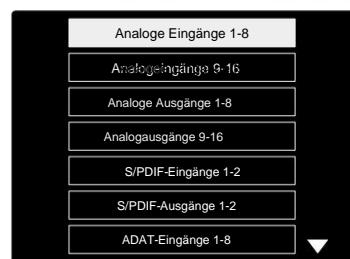 Analoge Eingänge 1-8
Analogeingänge 9-16
Analoge Ausgänge 1-8
Analogausgänge 9-16
S/PDIF-Eingänge 1-2
S/PDIF-Ausgänge 1-2
ADAT-Eingänge 1-8